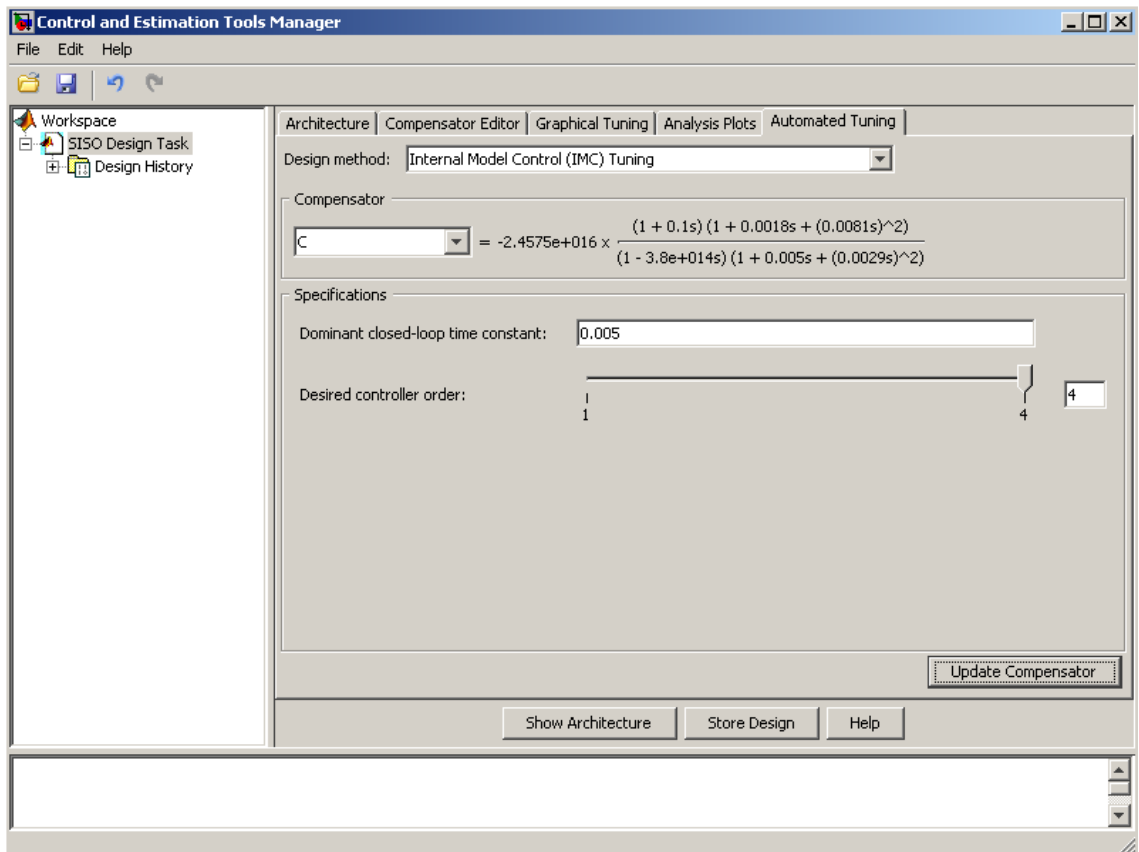 Control and Estimation Tools Manager
File Edit Help
Workspace
SISO Design Task
Design History
Architecture Compensator Editor Graphical Tuning Analysis Plots Automated Tuning
Design method: Internal Model Control (IMC) Tuning
Compensator
(1 + 0.1s) (1 + 0.0018s + (0.0081s)^2)
C = -2.4575e+016 x
(1 - 3.8e+014s) (1 + 0.005s + (0.0029s)^2)
Specifications
Dominant closed-loop time constant: 0.005
Desired controller order: 4
1 4
Update Compensator
Show Architecture Store Design Help